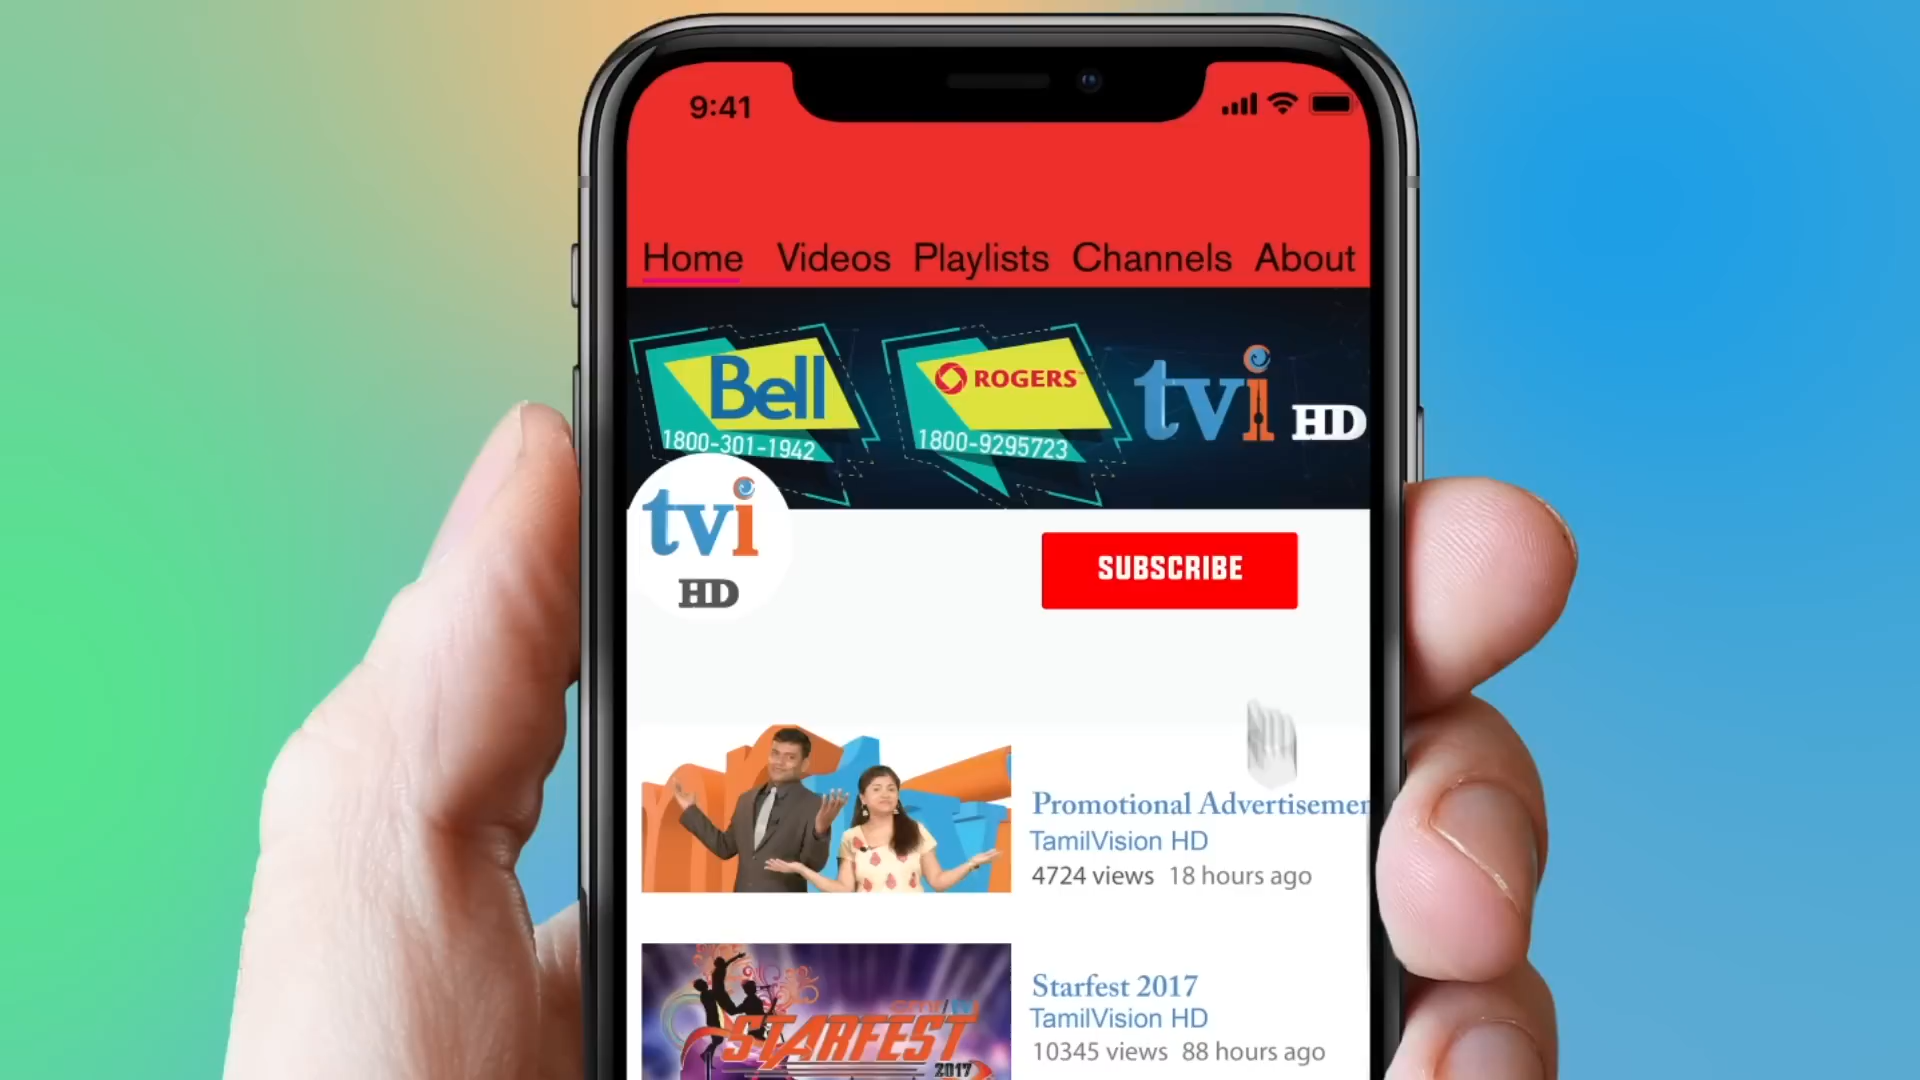 9:41
Home Videos Playlists Channels About
Bell
1800-301-1942
ROGERS
1800-9295723
tvi HD
tvi
HD
SUBSCRIBE
Promotional Advertisemen
TamilVision HD
4724 views 18 hours ago
Starfest 2017
TamilVision HD
10345 views 88 hours ago
cmr/tvi
STARFEST
2017